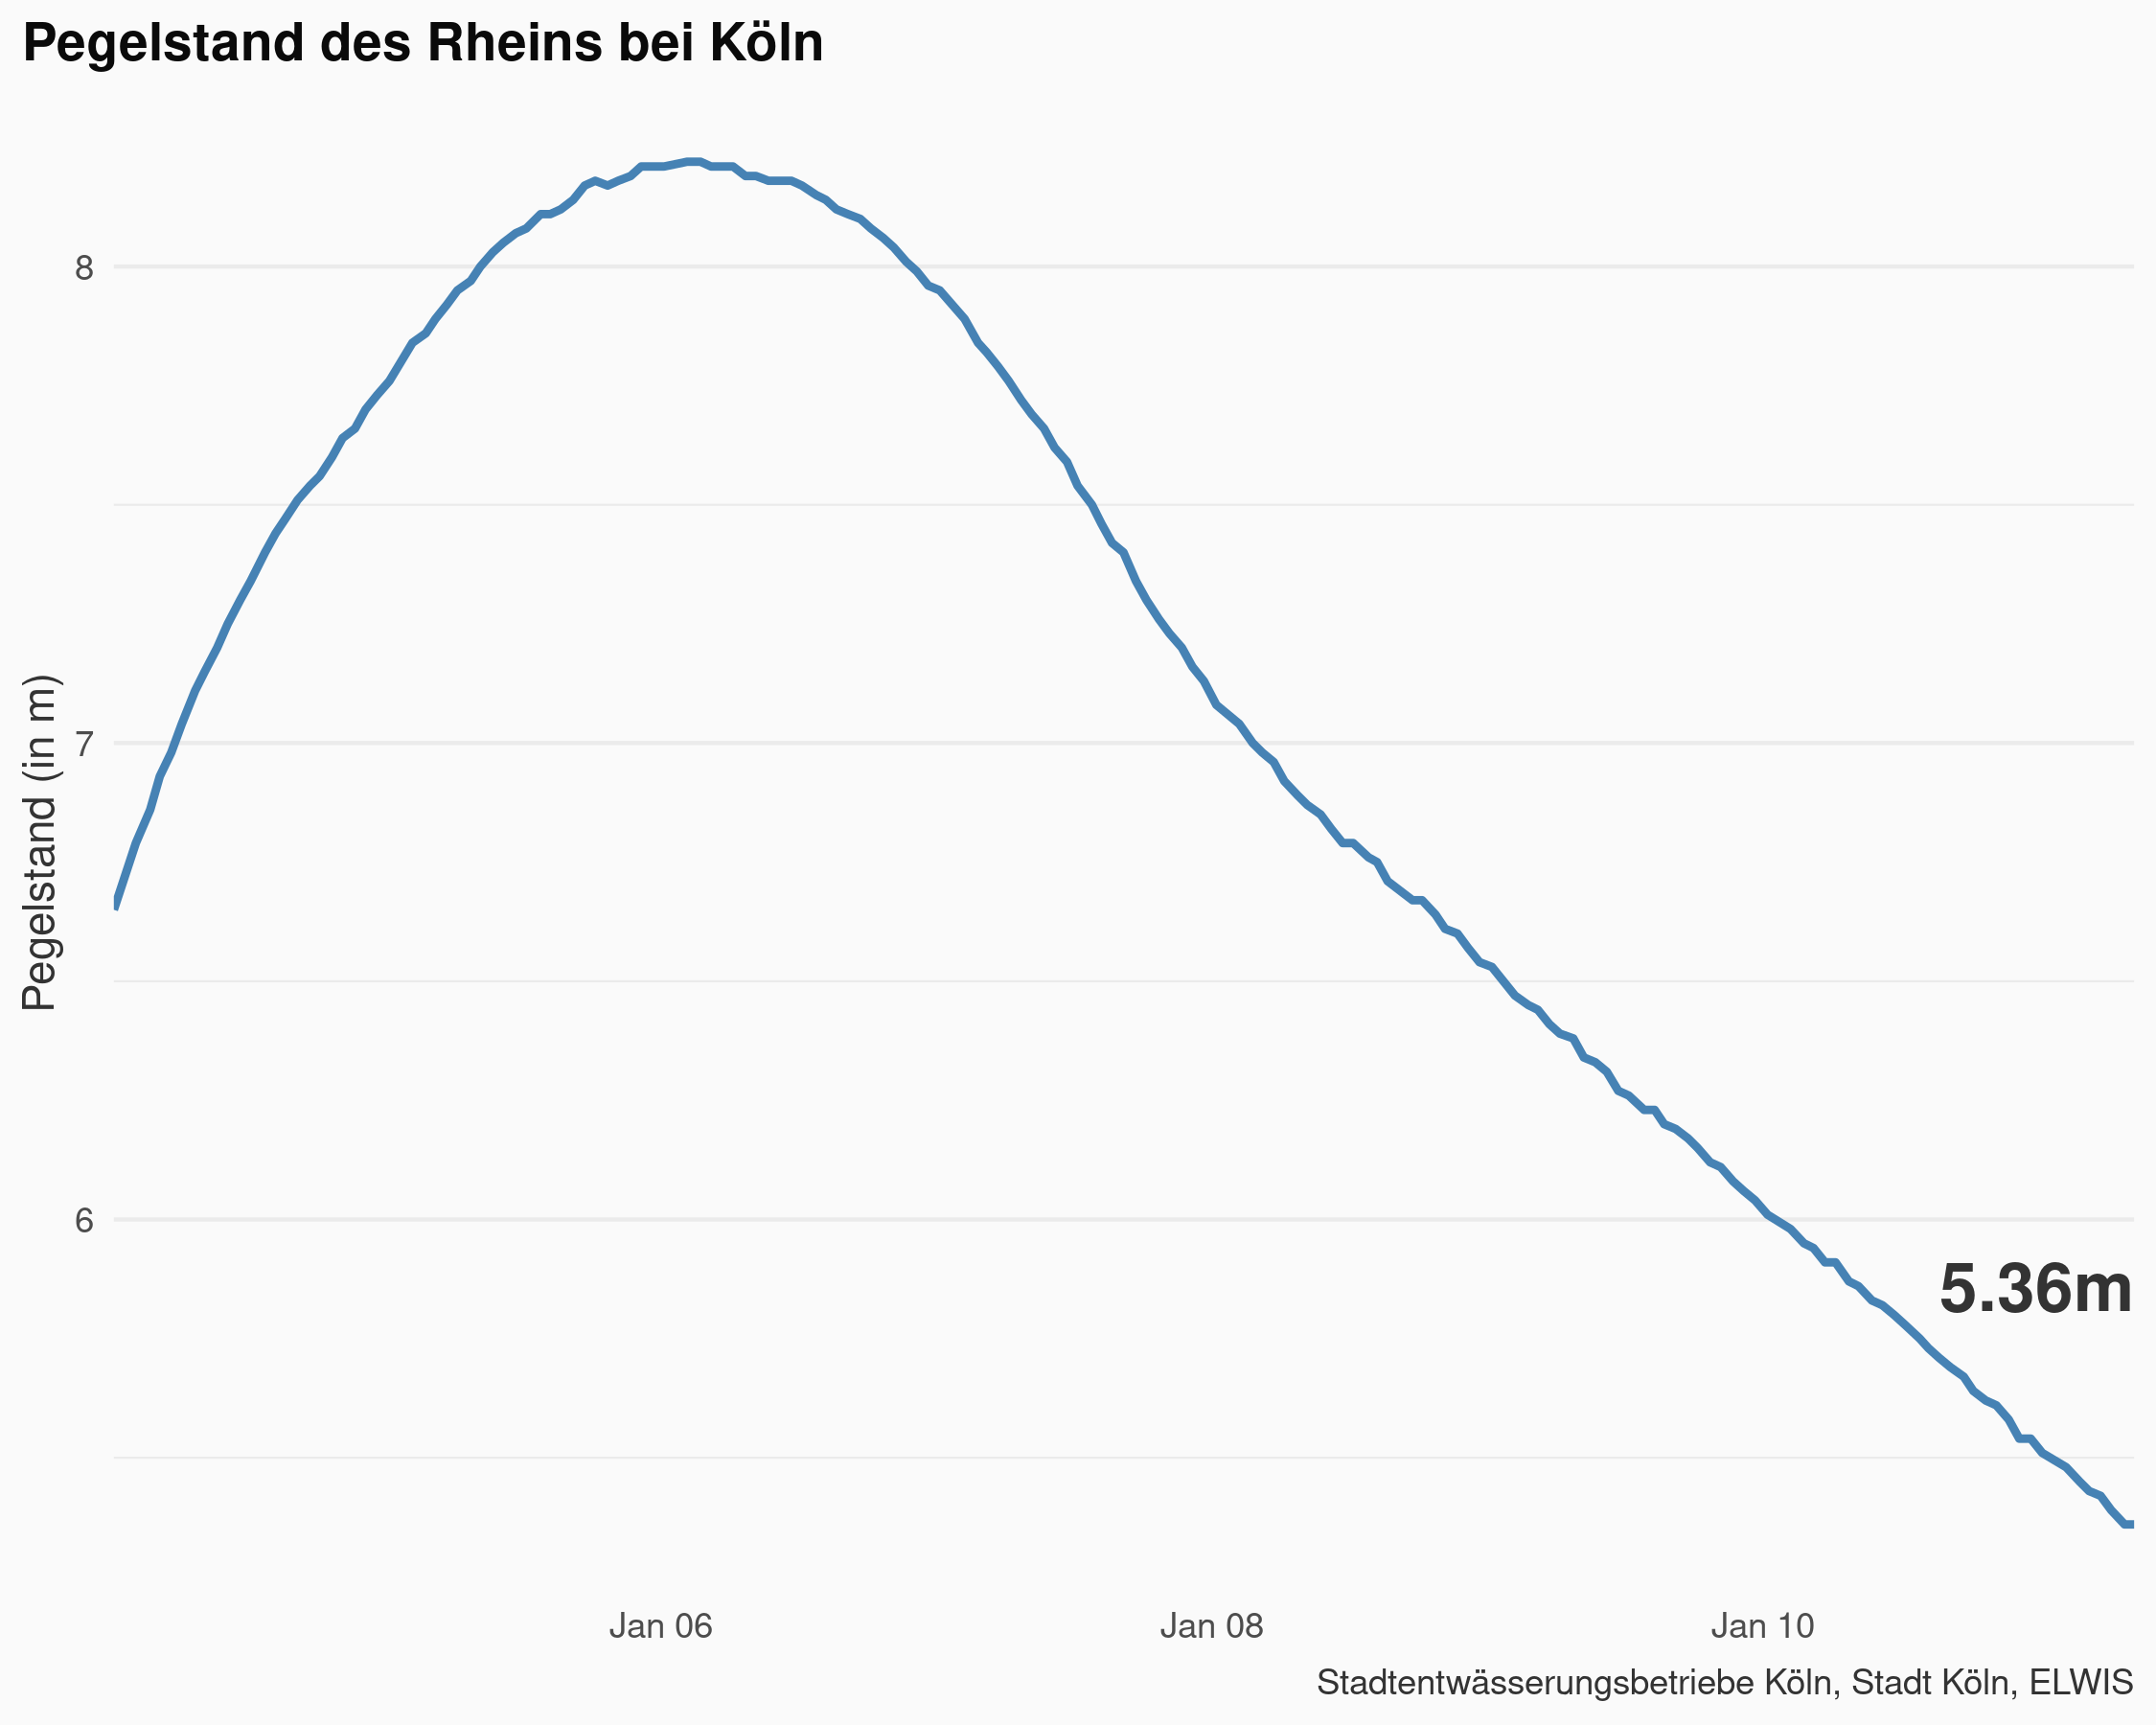 Pegelstand des Rheins bei Köln
Pegelstand (in m)
8
7
6
5.36m
Jan 06
Jan 08
Jan 10
Stadtentwässerungsbetriebe Köln, Stadt Köln, ELWIS